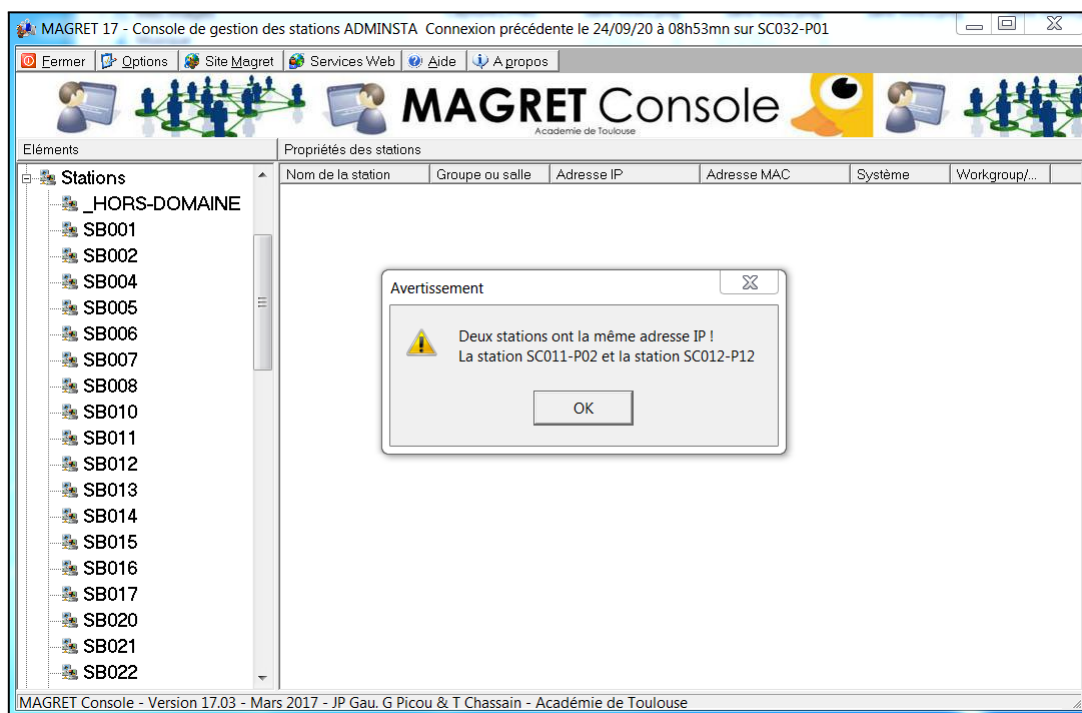 MAGRET 17 - Console de gestion des stations ADMINSTA Connexion précédente le 24/09/20 à 08h53mn sur SC032-P01
Fermer Options Site Magret Services Web Aide A propos
MAGRET Console
Academie de Toulouse
Eléments
Propriétés des stations
Nom de la station Groupe ou salle Adresse IP Adresse MAC Système Workgroup/...
Stations
_HORS-DOMAINE
SB001
SB002
SB004
SB005
SB006
SB007
SB008
SB010
SB011
SB012
SB013
SB014
SB015
SB016
SB017
SB020
SB021
SB022
Avertissement
Deux stations ont la même adresse IP !
La station SC011-P02 et la station SC012-P12
OK
MAGRET Console - Version 17.03 - Mars 2017 - JP Gau. G Picou & T Chassain - Académie de Toulouse